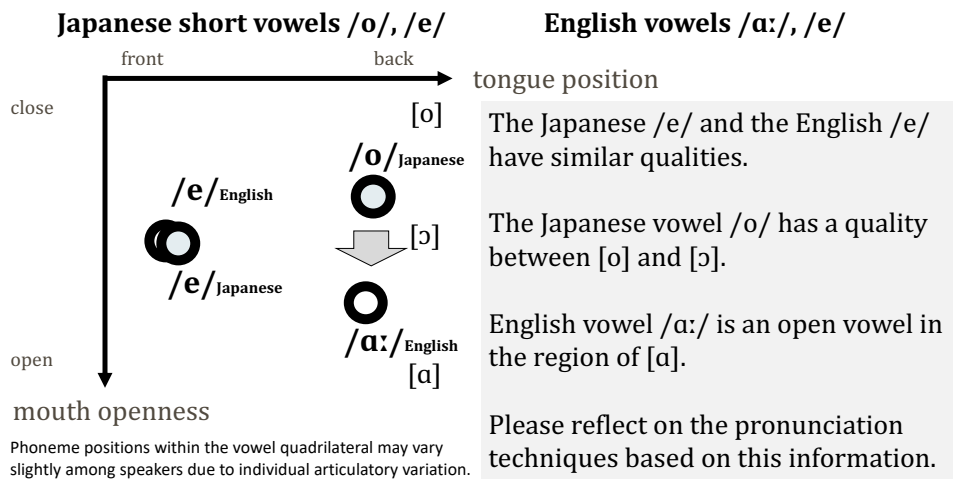 Japanese short vowels /o/, /e/
English vowels /ɑː/, /e/
front
back
tongue position
close
[o]
/o/Japanese
/e/English
[ɔ]
/e/Japanese
/ɑː/English
open
[ɑ]
mouth openness
Phoneme positions within the vowel quadrilateral may vary
slightly among speakers due to individual articulatory variation.
The Japanese /e/ and the English /e/
have similar qualities.
The Japanese vowel /o/ has a quality
between [o] and [ɔ].
English vowel /ɑː/ is an open vowel in
the region of [ɑ].
Please reflect on the pronunciation
techniques based on this information.